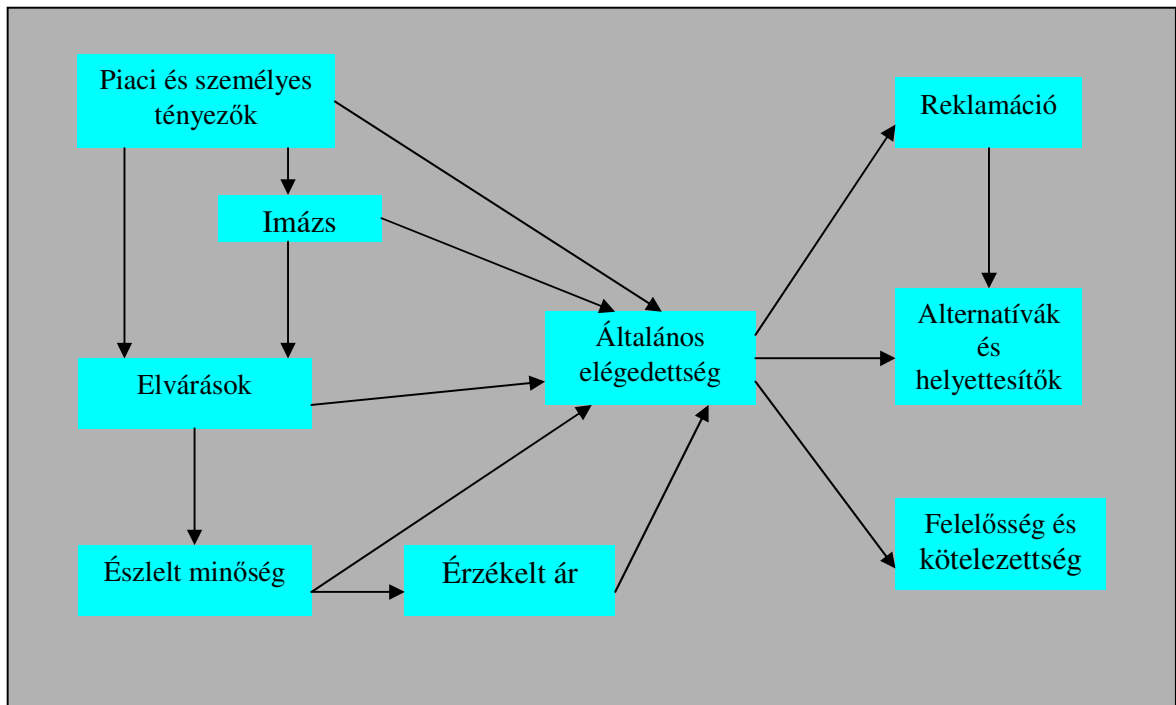 Piaci és személyes
tényezők
Reklamáció
Imázs
Általános
elégedettség
Alternatívák
és
helyettesítők
Elvárások
Felelősség és
kötelezettség
Észlelt minőség
Érzékelt ár